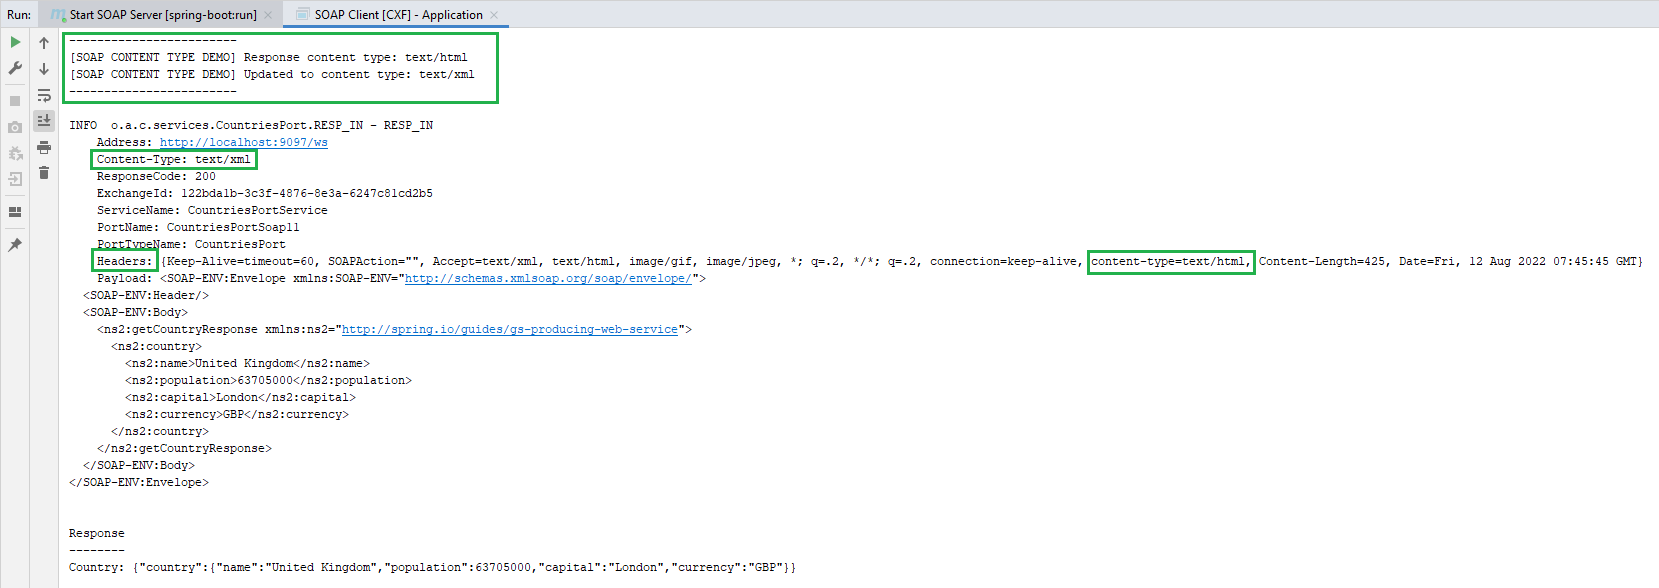 Run: Start SOAP Server [spring-boot:run] × SOAP Client [CXF] - Application ×
------------------------
[SOAP CONTENT TYPE DEMO] Response content type: text/html
[SOAP CONTENT TYPE DEMO] Updated to content type: text/xml
------------------------
INFO  o.a.c.services.CountriesPort.RESP_IN - RESP_IN
    Address: http://localhost:9097/ws
    Content-Type: text/xml
    ResponseCode: 200
    ExchangeId: 122bda1b-3c3f-4876-8e3a-6247c81cd2b5
    ServiceName: CountriesPortService
    PortName: CountriesPortSoap11
    PortTypeName: CountriesPort
    Headers: {Keep-Alive=timeout=60, SOAPAction="", Accept=text/xml, text/html, image/gif, image/jpeg, *; q=.2, */*; q=.2, connection=keep-alive, content-type=text/html, Content-Length=425, Date=Fri, 12 Aug 2022 07:45:45 GMT}
    Payload: <SOAP-ENV:Envelope xmlns:SOAP-ENV="http://schemas.xmlsoap.org/soap/envelope/">
  <SOAP-ENV:Header/>
  <SOAP-ENV:Body>
    <ns2:getCountryResponse xmlns:ns2="http://spring.io/guides/gs-producing-web-service">
      <ns2:country>
        <ns2:name>United Kingdom</ns2:name>
        <ns2:population>63705000</ns2:population>
        <ns2:capital>London</ns2:capital>
        <ns2:currency>GBP</ns2:currency>
      </ns2:country>
    </ns2:getCountryResponse>
  </SOAP-ENV:Body>
</SOAP-ENV:Envelope>
Response
--------
Country: {"country":{"name":"United Kingdom","population":63705000,"capital":"London","currency":"GBP"}}